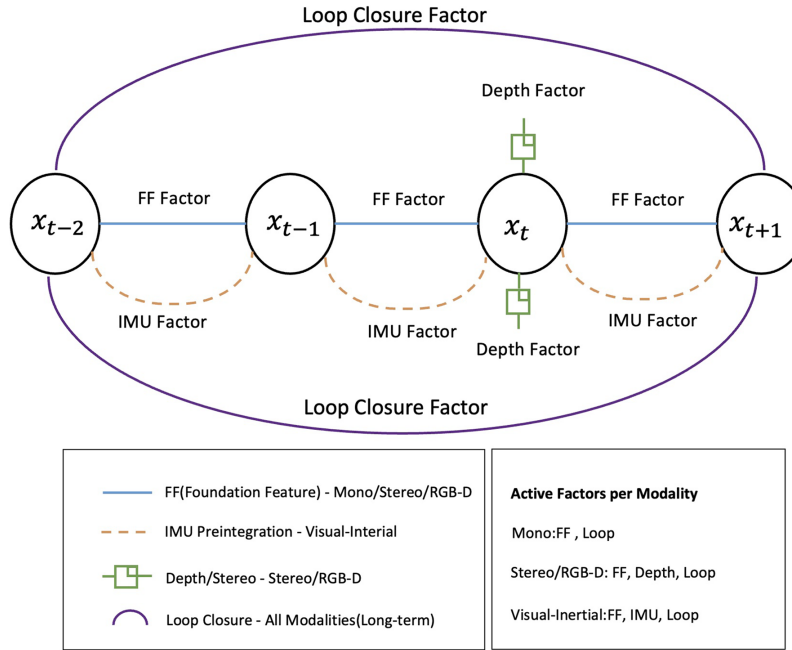 Loop Closure Factor
Depth Factor
FF Factor
FF Factor
FF Factor
x_{t-2}
x_{t-1}
x_t
x_{t+1}
IMU Factor
IMU Factor
IMU Factor
Depth Factor
Loop Closure Factor
FF(Foundation Feature) - Mono/Stereo/RGB-D
IMU Preintegration - Visual-Interial
Depth/Stereo - Stereo/RGB-D
Loop Closure - All Modalities(Long-term)
Active Factors per Modality
Mono:FF , Loop
Stereo/RGB-D: FF, Depth, Loop
Visual-Inertial:FF, IMU, Loop